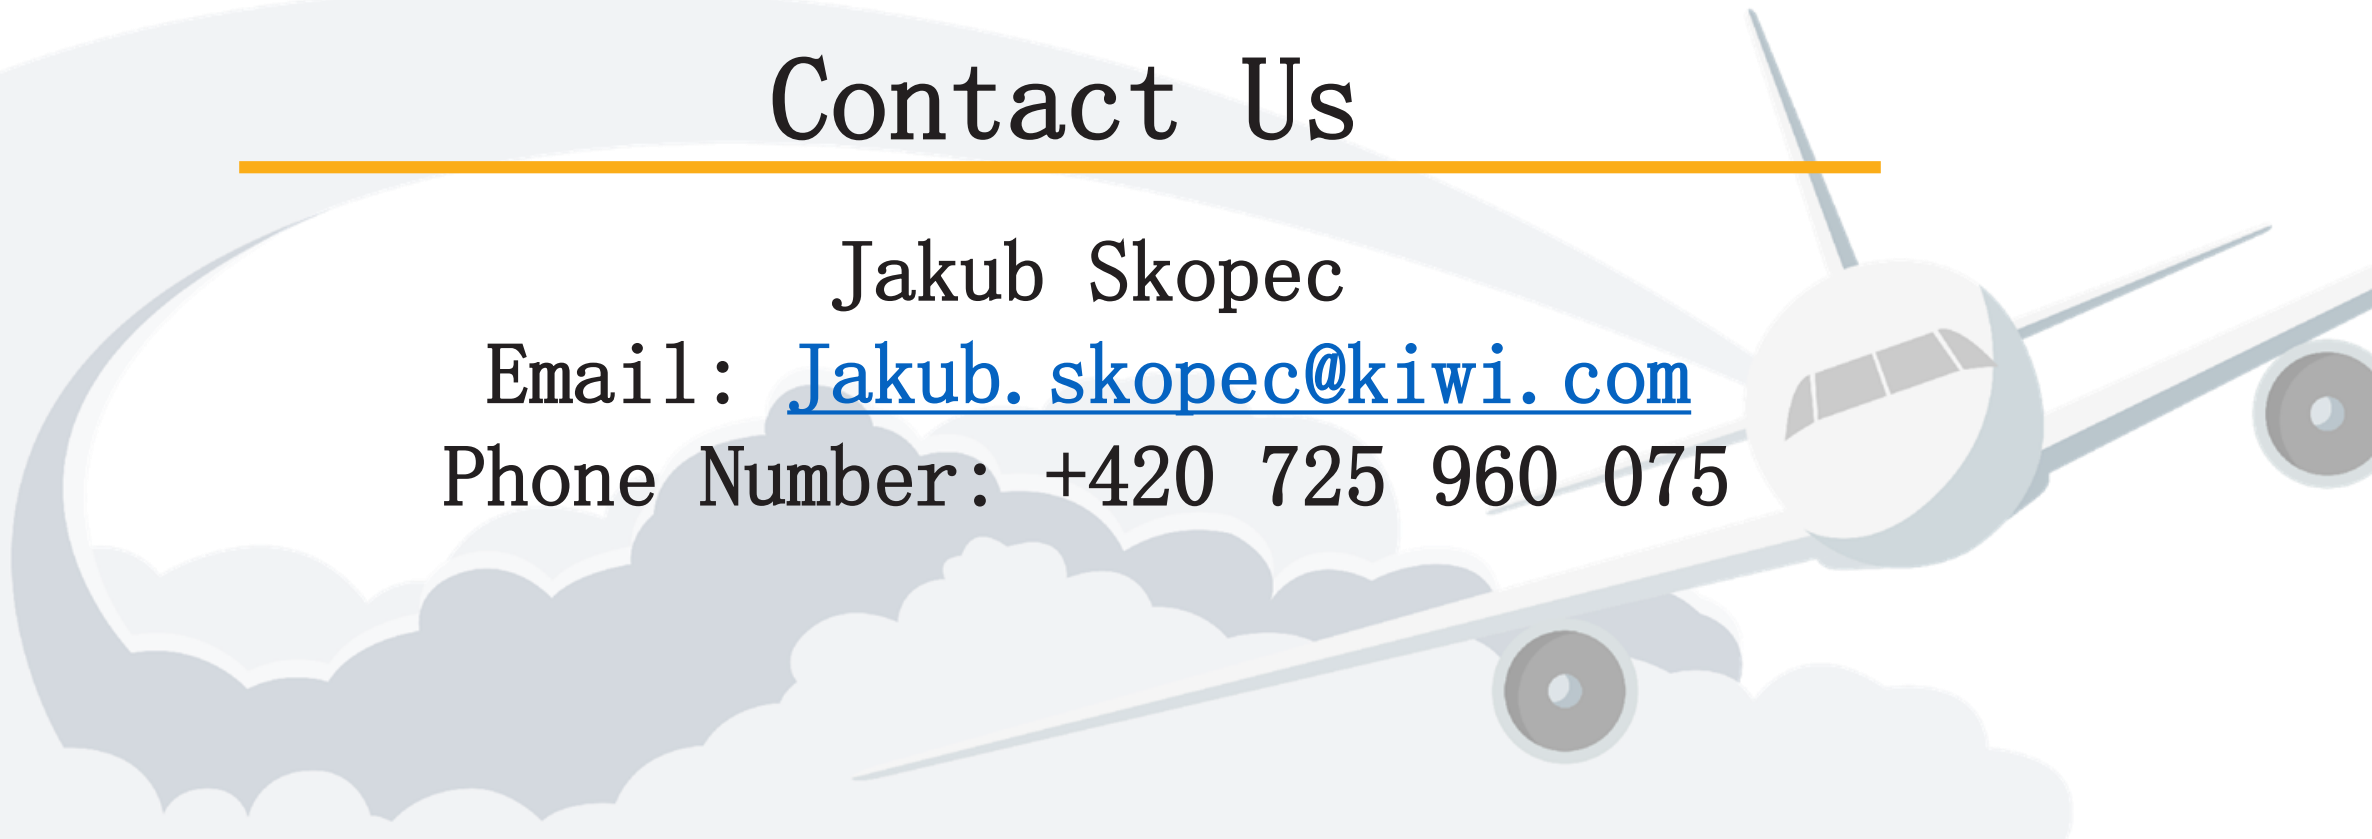 Contact Us
Jakub Skopec
Email: Jakub.skopec@kiwi.com
Phone Number: +420 725 960 075